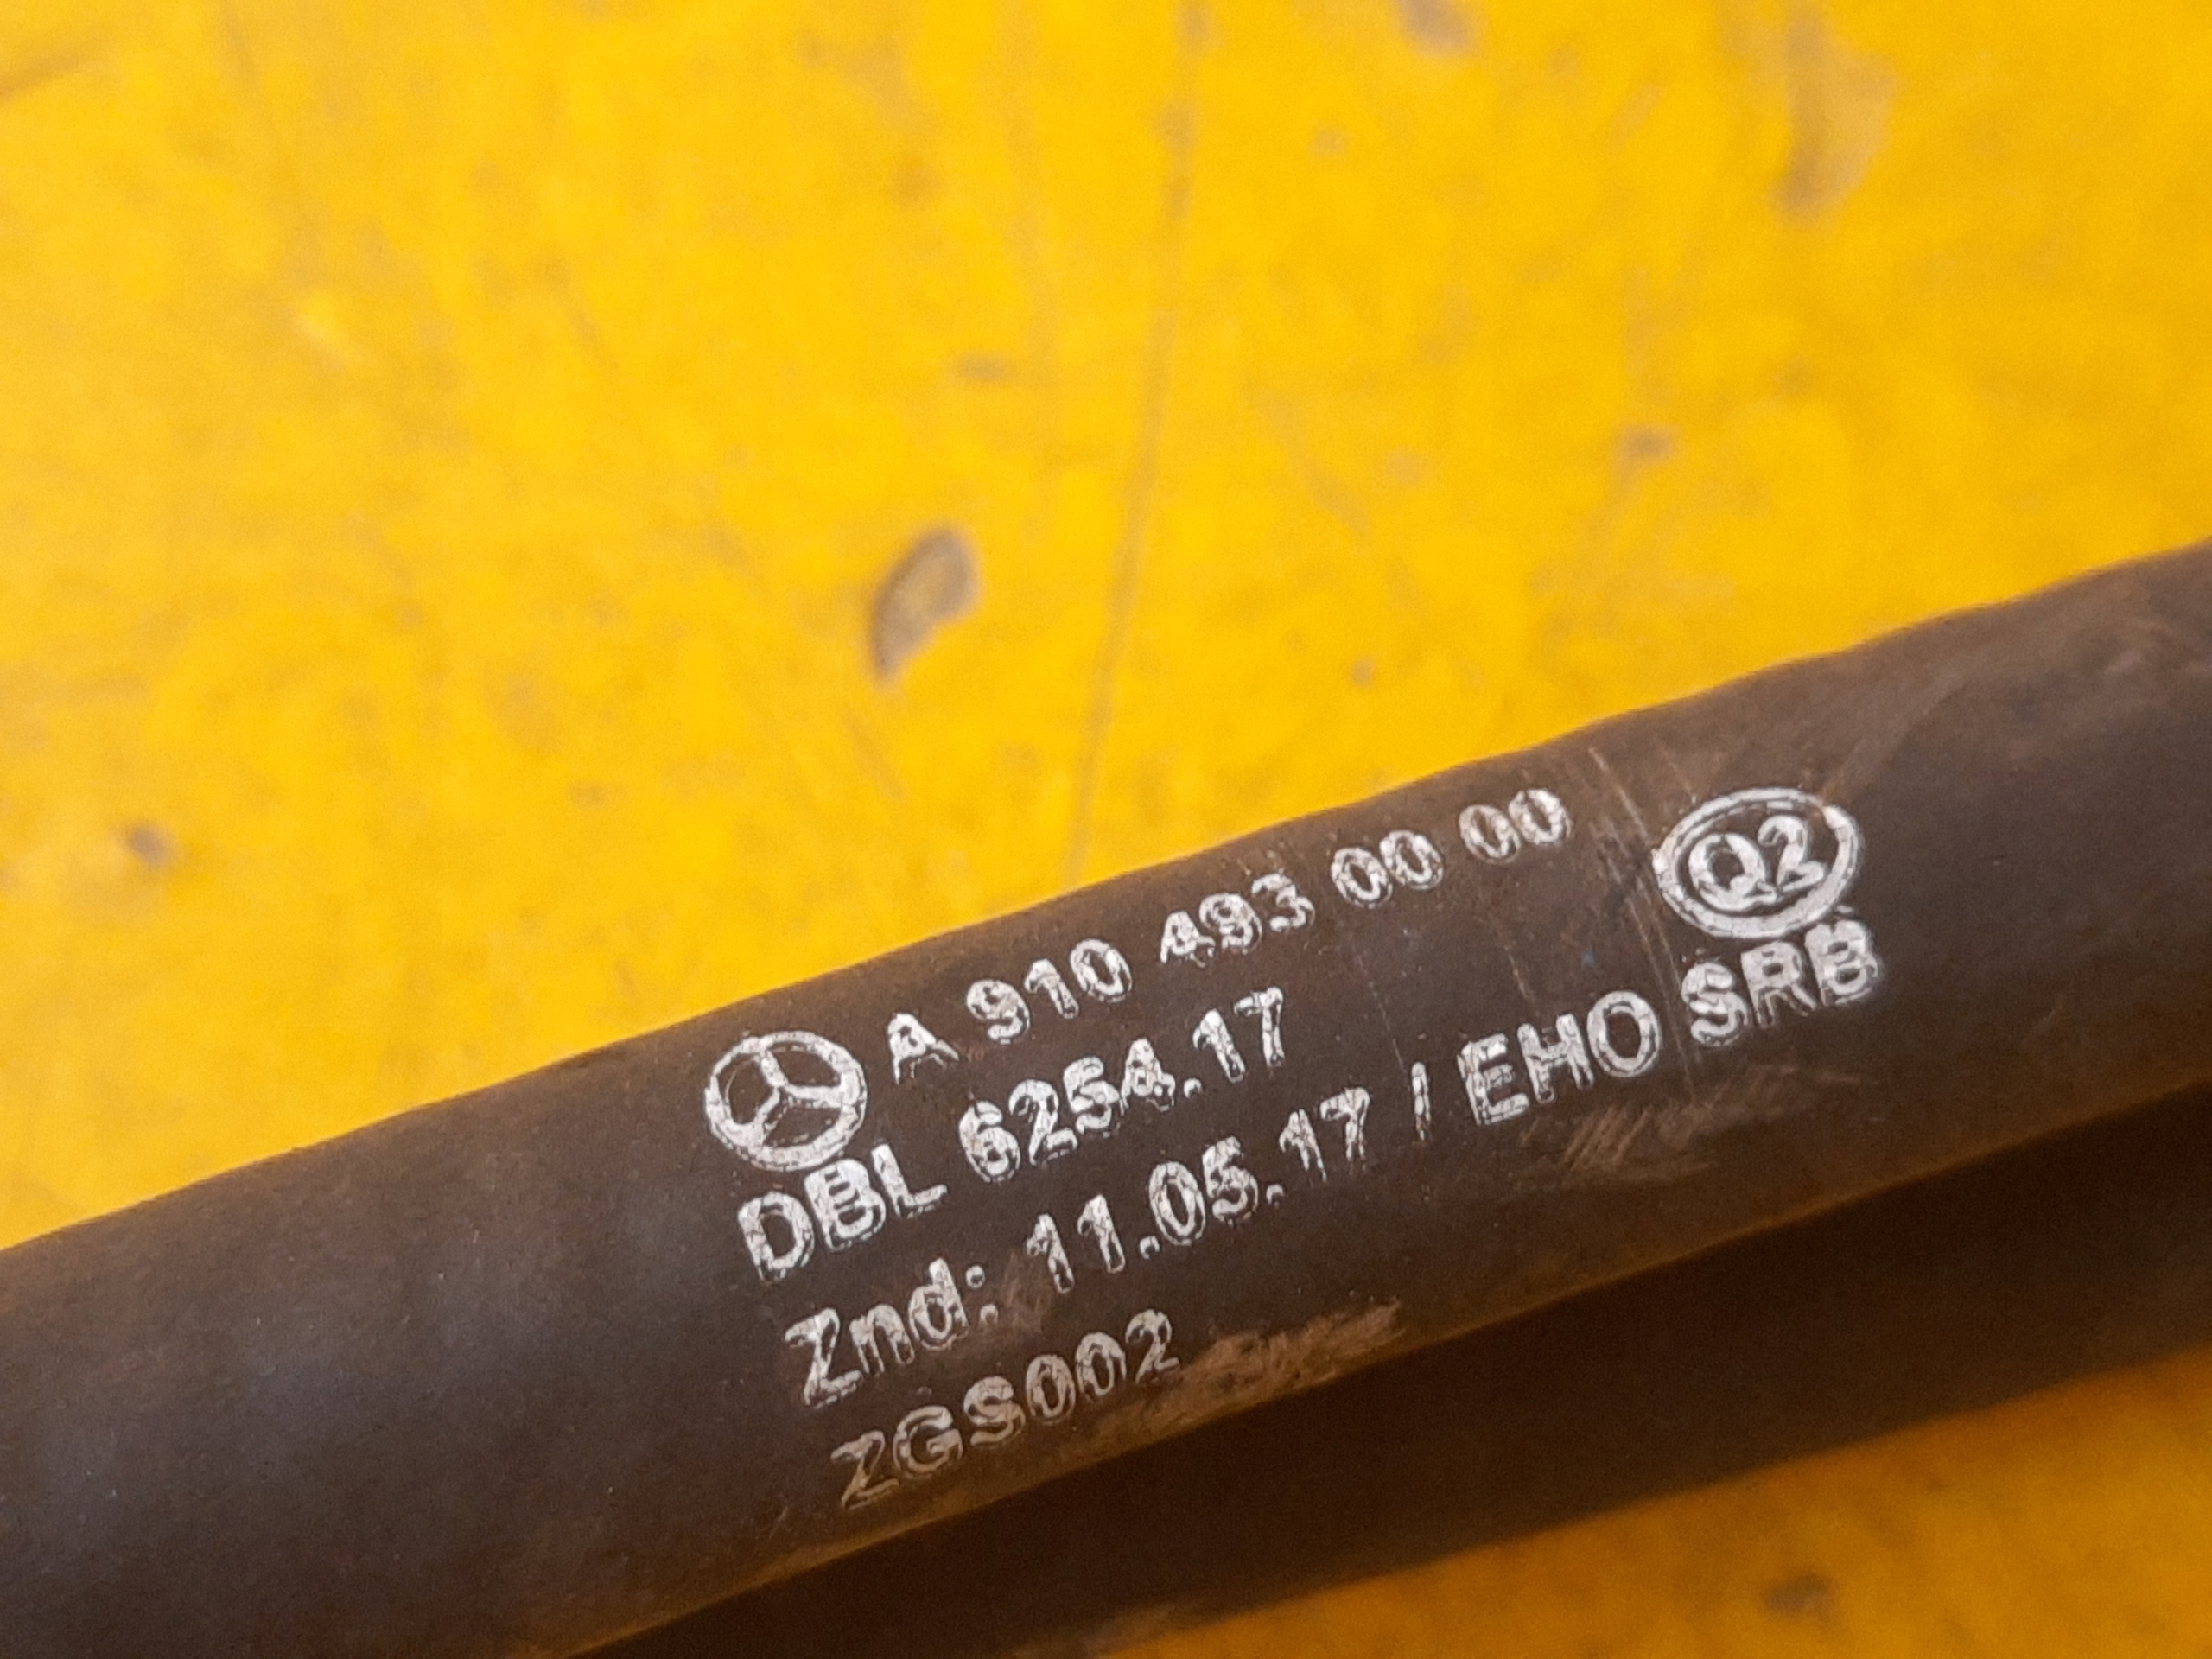 A 910 493 00 00 Q2
DBL 6254.17
Znd: 11.05.17 / EHO SRB
ZGS002